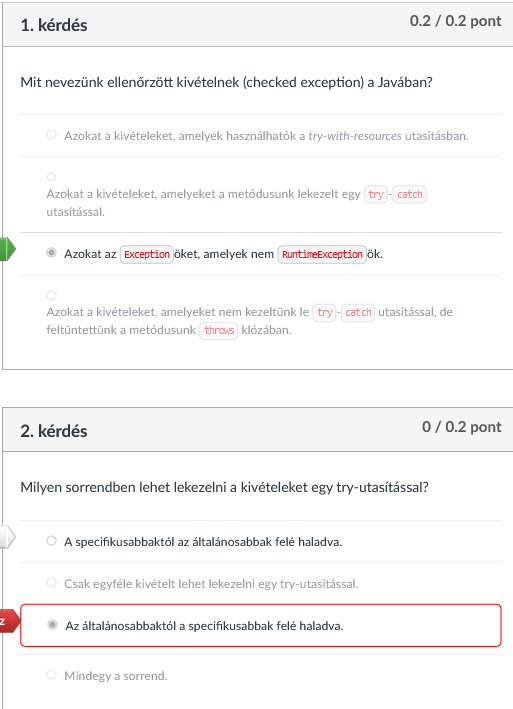 1. kérdés
0.2 / 0.2 pont
Mit nevezünk ellenőrzött kivételnek (checked exception) a Javában?
Azokat a kivételeket, amelyek használhatók a try-with-resources utasításban.
Azokat a kivételeket, amelyeket a metódusunk lekezelt egy try-catch
utasítással.
Azokat az Exceptionöket, amelyek nem RuntimeExceptionök.
Azokat a kivételeket, amelyeket nem kezeltünk le try-catch utasítással, de
feltüntettünk a metódusunk throws klózában.
2. kérdés
0 / 0.2 pont
Milyen sorrendben lehet lekezelni a kivételeket egy try-utasítással?
A specifikusabbaktól az általánosabbak felé haladva.
Csak egyféle kivételt lehet lekezelni egy try-utasítással.
z
Az általánosabbaktól a specifikusabbak felé haladva.
Mindegy a sorrend.